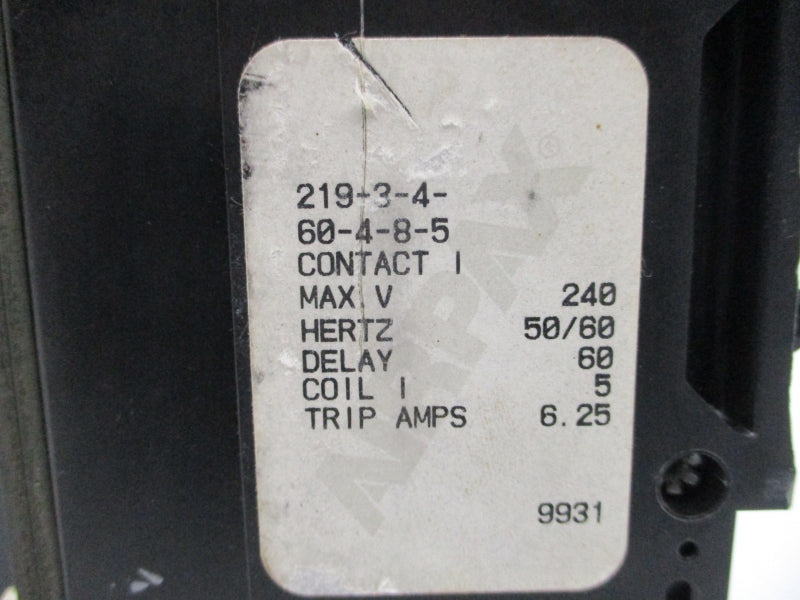 219-3-4-
60-4-8-5
CONTACT I
MAX V 240
HERTZ 50/60
DELAY 60
COIL I 5
TRIP AMPS 6.25
9931